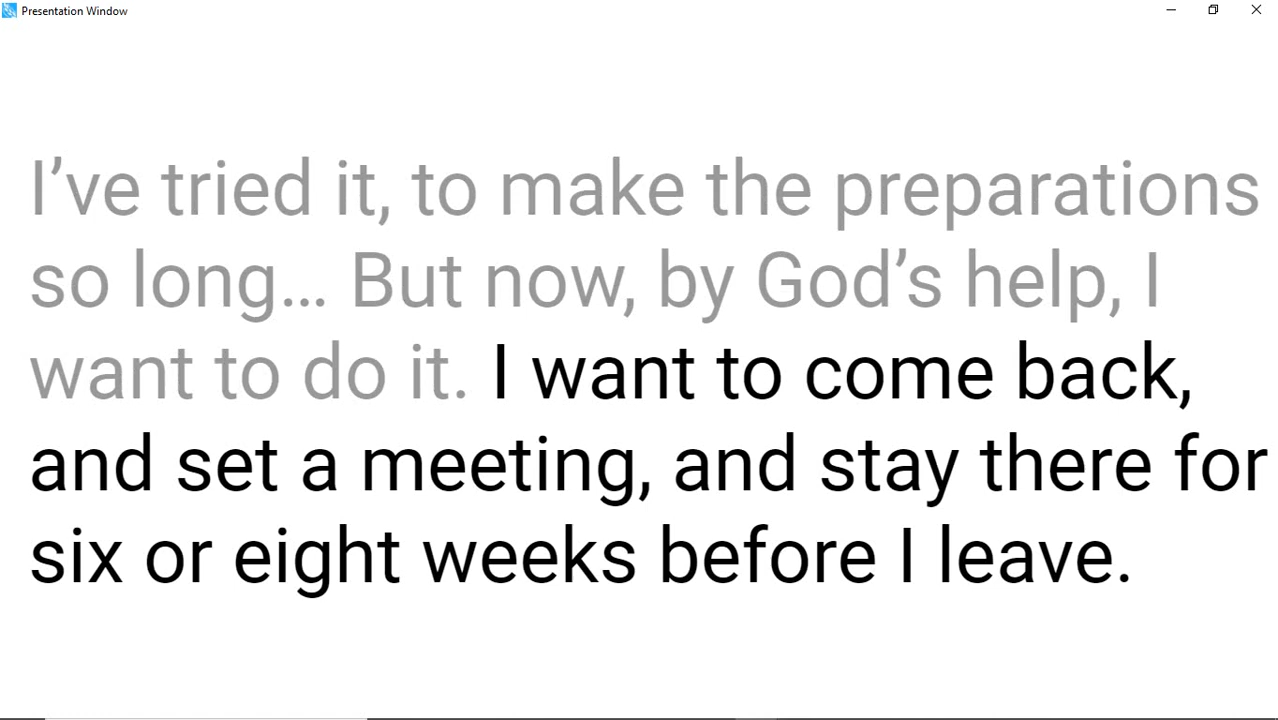 Presentation Window
I’ve tried it, to make the preparations
so long… But now, by God’s help, I
want to do it. I want to come back,
and set a meeting, and stay there for
six or eight weeks before I leave.